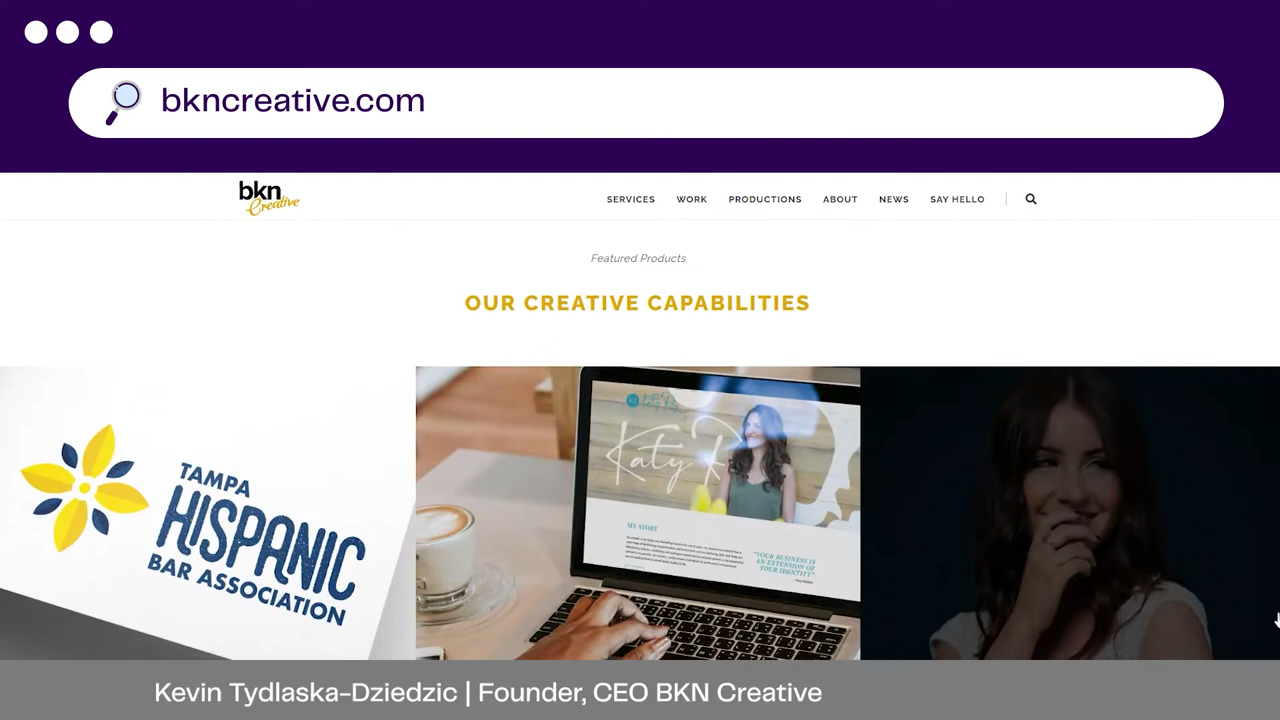 bkncreative.com
bkn
Creative
SERVICES WORK PRODUCTIONS ABOUT NEWS SAY HELLO
Featured Products
OUR CREATIVE CAPABILITIES
TAMPA
HISPANIC
BAR ASSOCIATION
Katy
MY STORY
"YOUR BUSINESS IS
AN EXTENSION OF
YOUR IDENTITY"
Kevin Tydlaska-Dziedzic | Founder, CEO BKN Creative